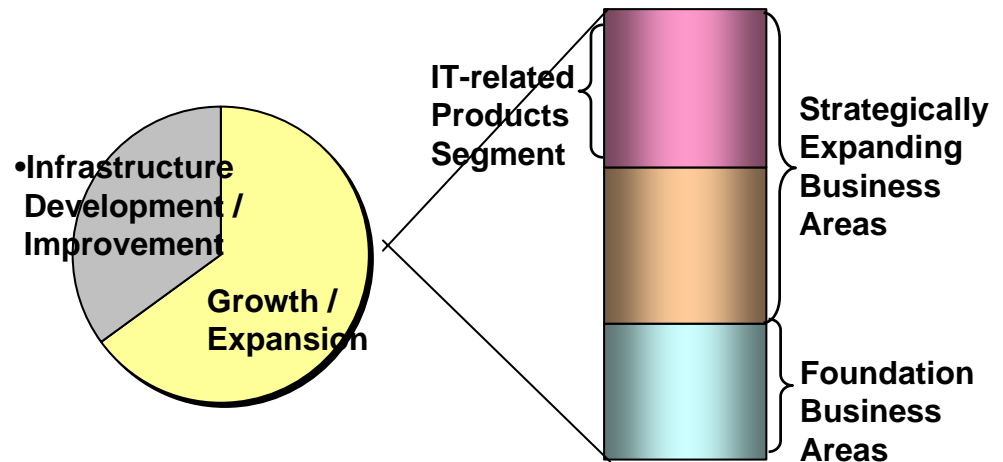 •Infrastructure
Development /
Improvement
Growth /
Expansion
IT-related
Products
Segment
Strategically
Expanding
Business
Areas
Foundation
Business
Areas